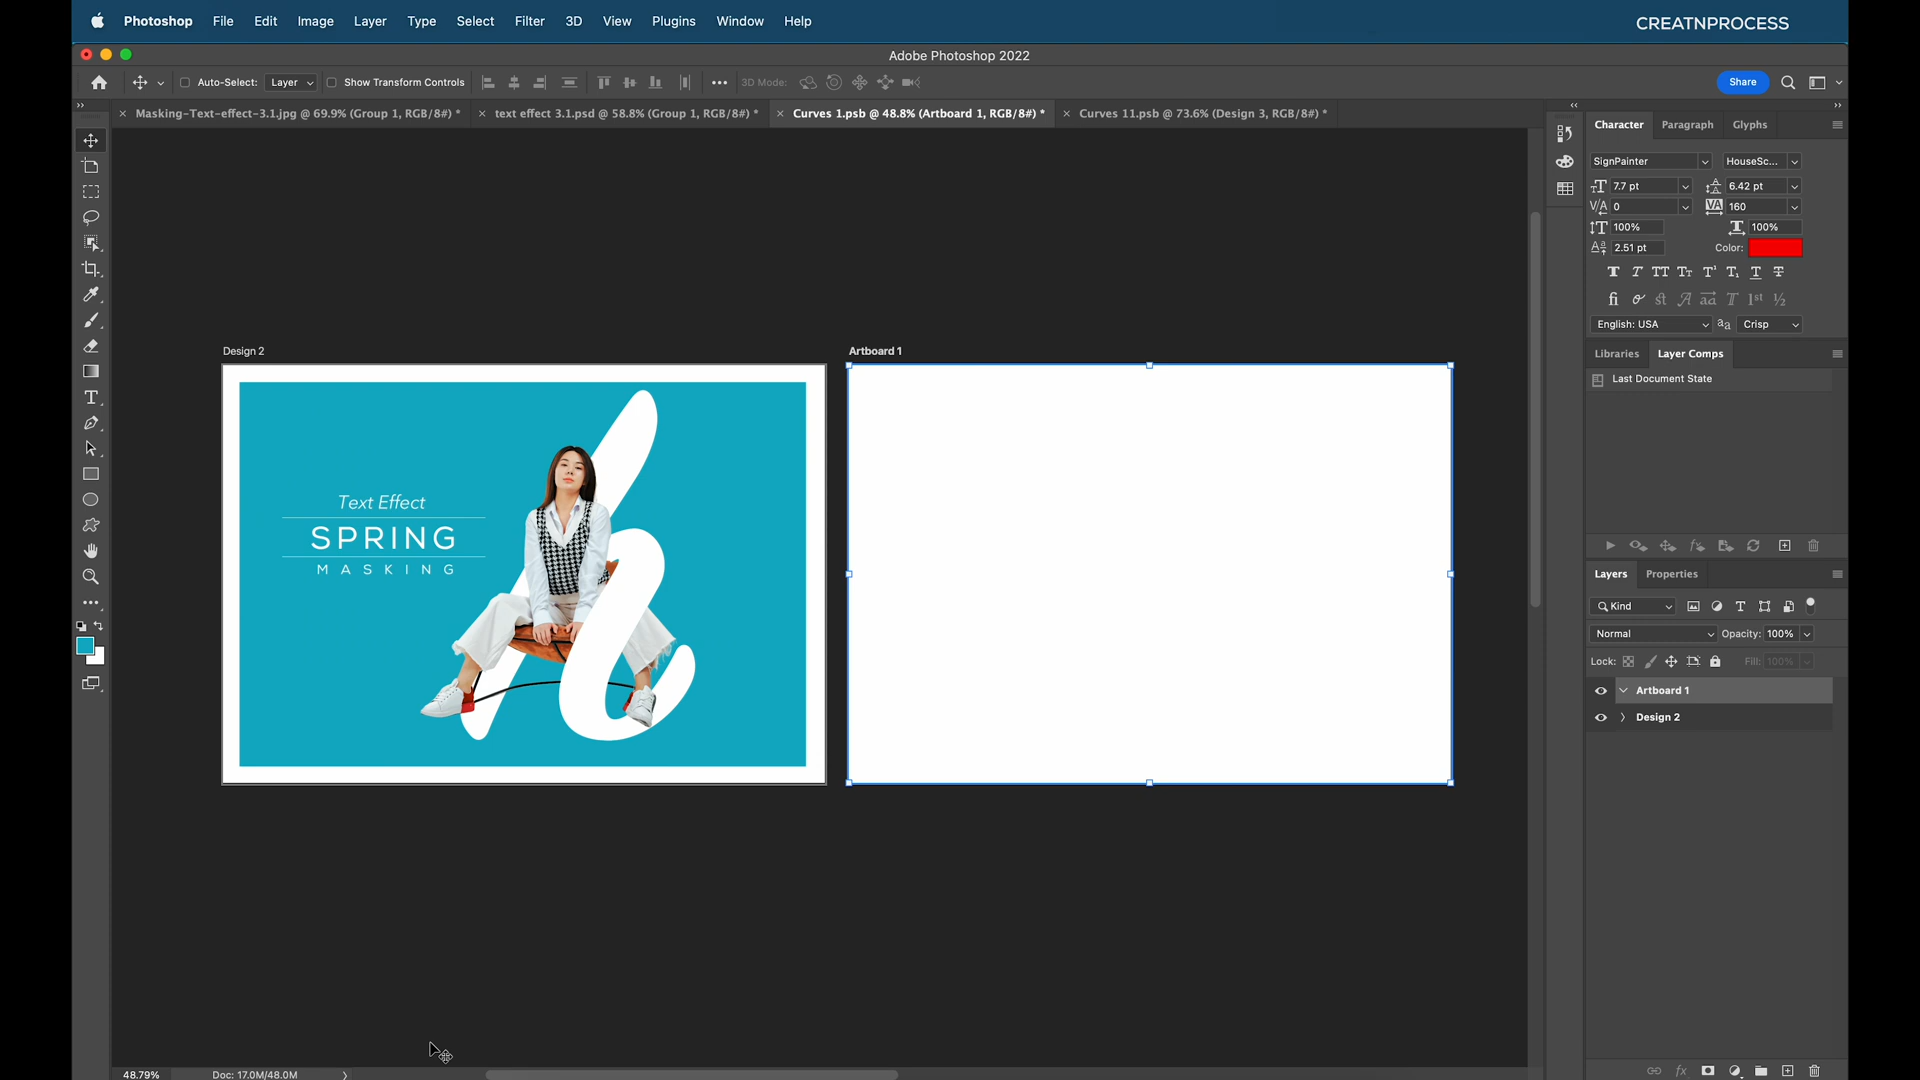 Photoshop File Edit Image Layer Type Select Filter 3D View Plugins Window Help
CREATNPROCESS
Adobe Photoshop 2022
Auto-Select: Layer Show Transform Controls 3D Mode: Share
Masking-Text-effect-3.1.jpg @ 69.9% (Group 1, RGB/8#) * text effect 3.1.psd @ 58.8% (Group 1, RGB/8#) * Curves 1.psb @ 48.8% (Artboard 1, RGB/8#) * Curves 11.psb @ 73.6% (Design 3, RGB/8#) *
Character Paragraph Glyphs
SignPainter HouseSc...
7.7 pt 6.42 pt
0 160
100% 100%
2.51 pt Color:
English: USA Crisp
Libraries Layer Comps
Last Document State
Design 2
Artboard 1
Text Effect
SPRING
MASKING
Layers Properties
Kind
Normal Opacity: 100%
Lock: Fill: 100%
Artboard 1
Design 2
48.79% Doc: 17.0M/48.0M